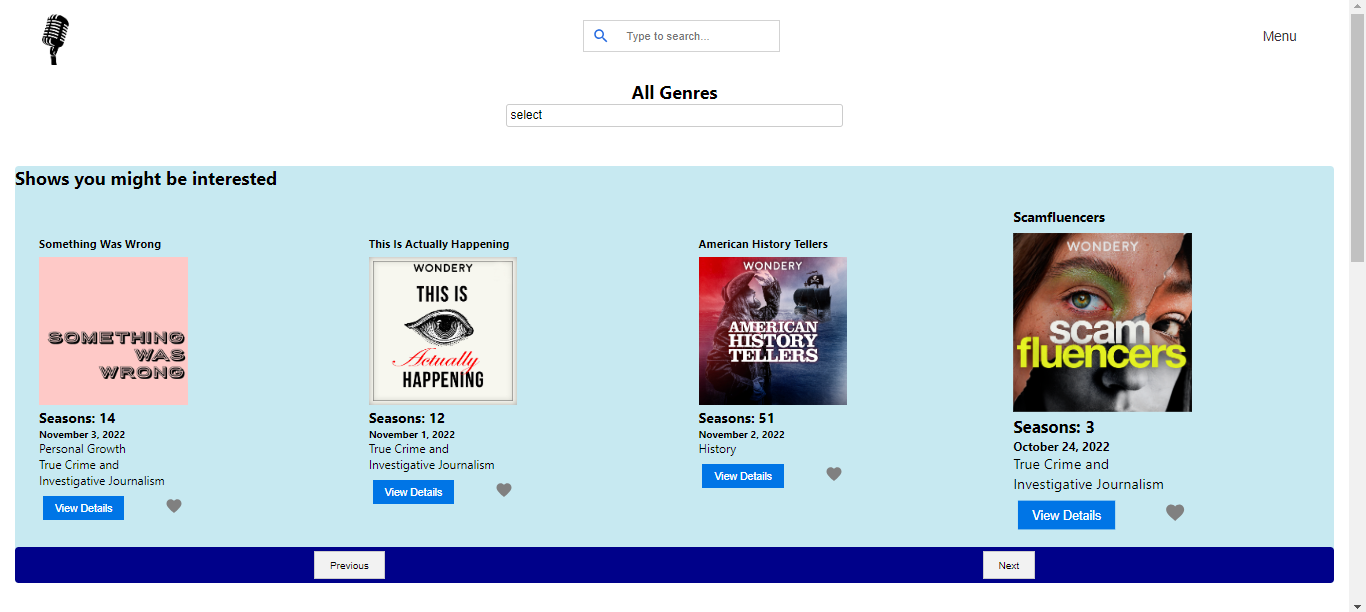 Type to search...
Menu
All Genres
select
Shows you might be interested
Something Was Wrong
SOMETHING
WAS
WRONG
Seasons: 14
November 3, 2022
Personal Growth
True Crime and
Investigative Journalism
View Details
This Is Actually Happening
WONDERY
THIS IS
Actually
HAPPENING
Seasons: 12
November 1, 2022
True Crime and
Investigative Journalism
View Details
American History Tellers
WONDERY
AMERICAN
HISTORY
TELLERS
Seasons: 51
November 2, 2022
History
View Details
Scamfluencers
WONDERY
scam
fluencers
Seasons: 3
October 24, 2022
True Crime and
Investigative Journalism
View Details
Previous
Next